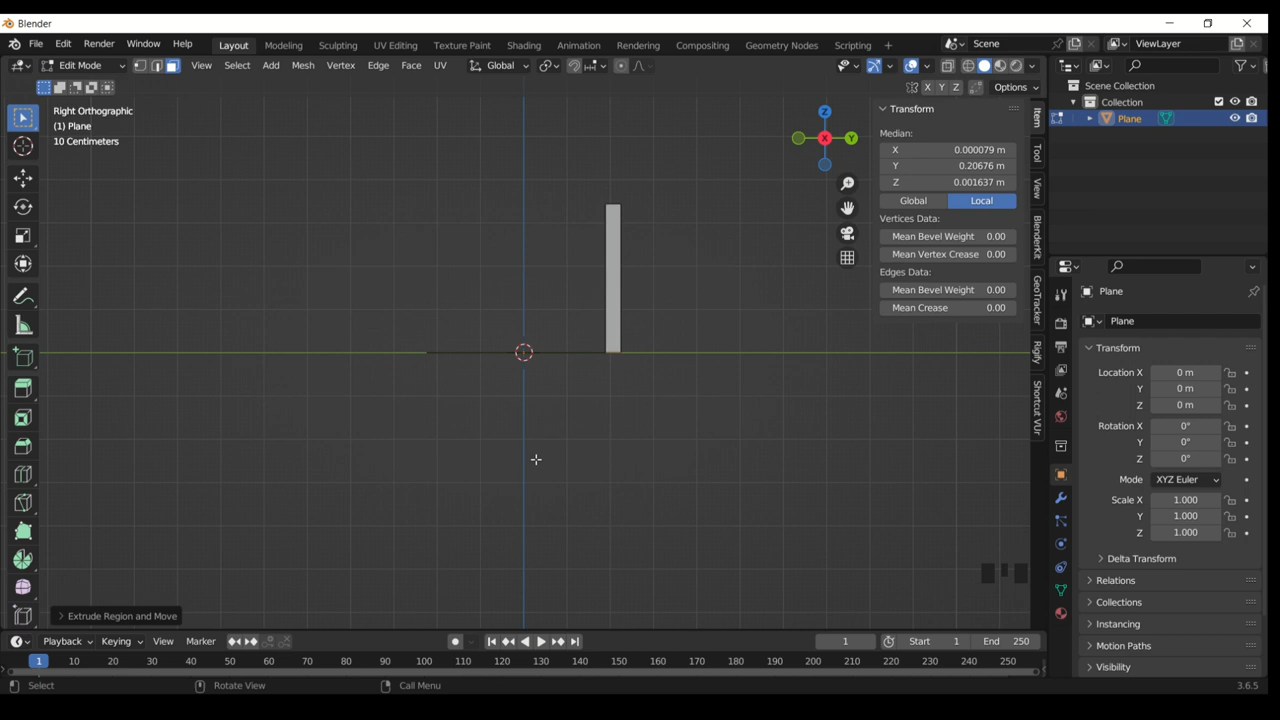 Blender
File Edit Render Window Help Layout Modeling Sculpting UV Editing Texture Paint Shading Animation Rendering Compositing Geometry Nodes Scripting + Scene ViewLayer
Edit Mode View Select Add Mesh Vertex Edge Face UV Global
X Y Z Options
Right Orthographic
(1) Plane
10 Centimeters
Z
X
Y
Transform
Median:
X 0.000079 m
Y 0.20676 m
Z 0.001637 m
Global Local
Vertices Data:
Mean Bevel Weight 0.00
Mean Vertex Crease 0.00
Edges Data:
Mean Bevel Weight 0.00
Mean Crease 0.00
Item
Tool
View
BlenderKit
GeoTracker
Rigify
Shortcut VUr
Scene Collection
Collection
Plane
Plane
Plane
Transform
Location X 0 m
Y 0 m
Z 0 m
Rotation X 0°
Y 0°
Z 0°
Mode XYZ Euler
Scale X 1.000
Y 1.000
Z 1.000
Delta Transform
Relations
Collections
Instancing
Motion Paths
Visibility
Extrude Region and Move
Playback Keying View Marker 1 Start 1 End 250
1 10 20 30 40 50 60 70 80 90 100 110 120 130 140 150 160 170 180 190 200 210 220 230 240 250
Select Rotate View Call Menu 3.6.5